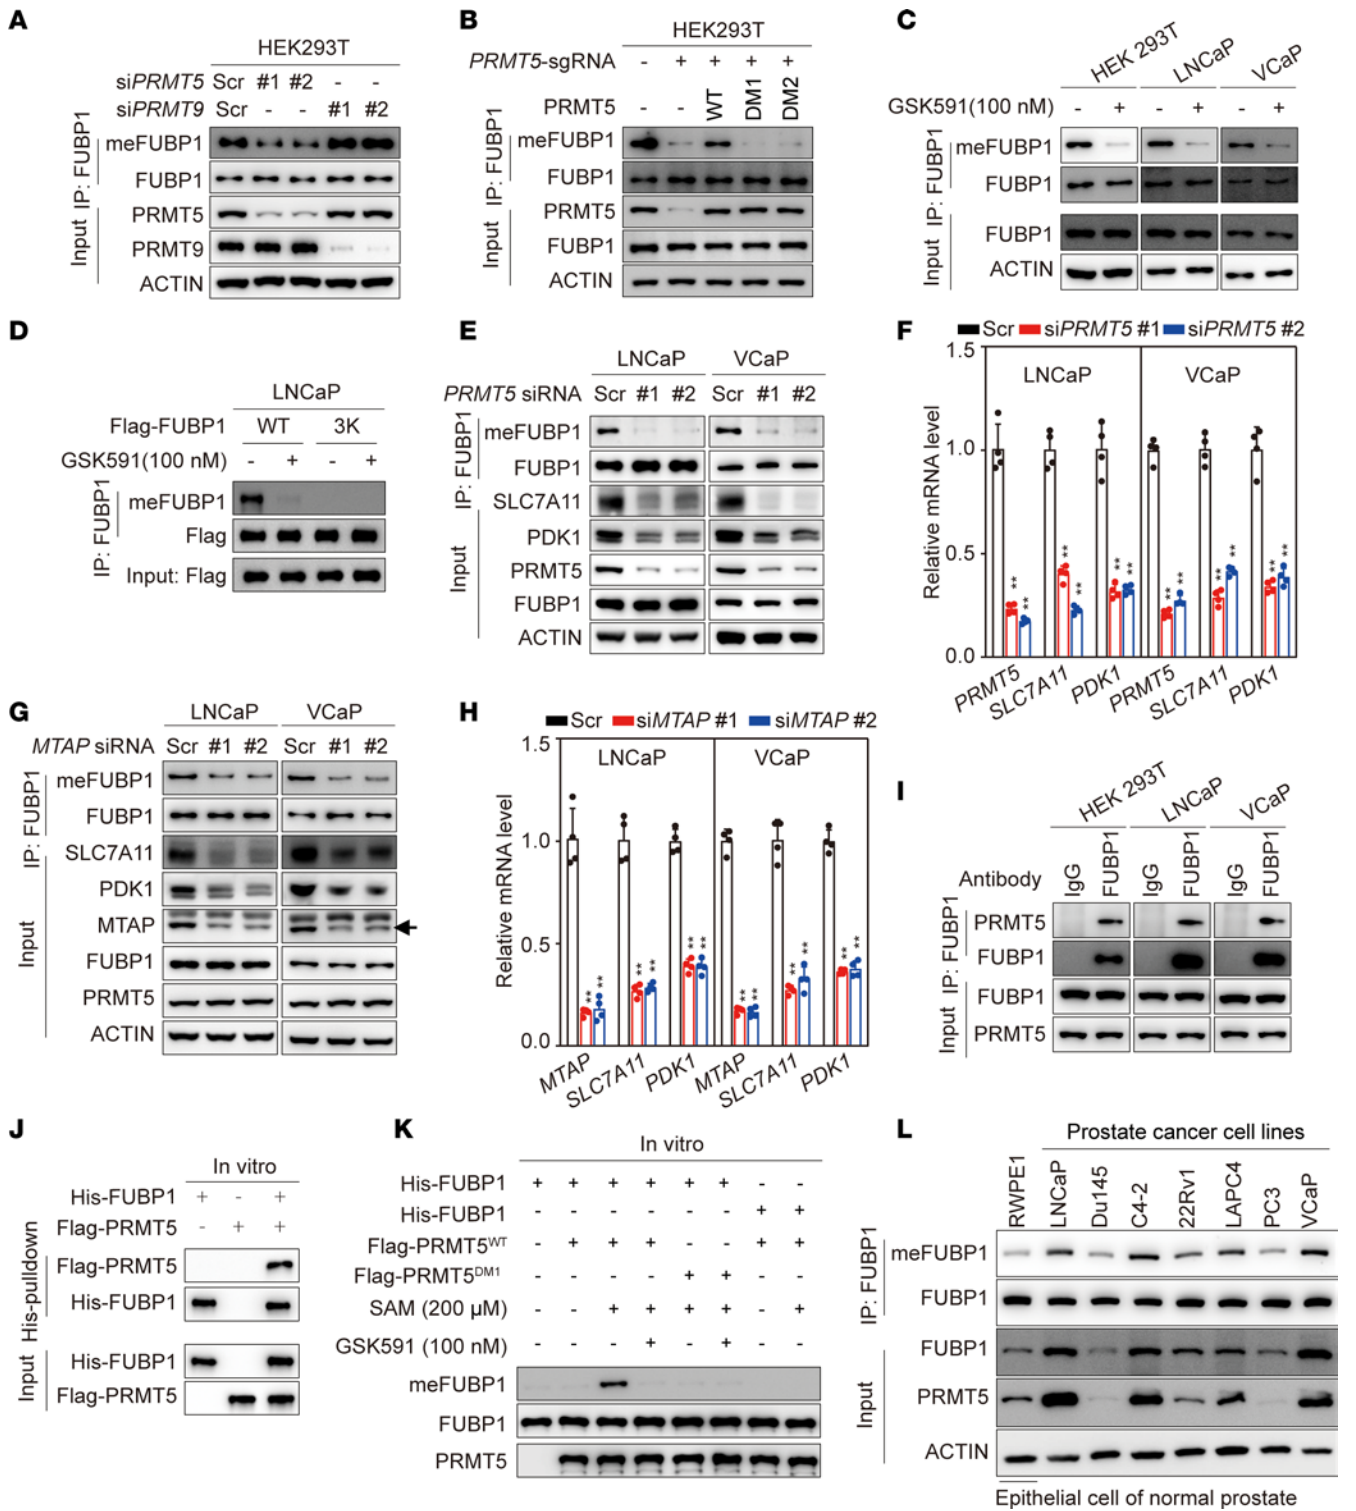 A
HEK293T
siPRMT5 Scr #1 #2 - -
siPRMT9 Scr - - #1 #2
IP: FUBP1
meFUBP1
FUBP1
Input
PRMT5
PRMT9
ACTIN
B
HEK293T
PRMT5-sgRNA - + + + +
PRMT5 - - WT DM1 DM2
IP: FUBP1
meFUBP1
FUBP1
Input
PRMT5
FUBP1
ACTIN
C
HEK 293T LNCaP VCaP
GSK591(100 nM) - + - + - +
IP: FUBP1
meFUBP1
FUBP1
Input
FUBP1
ACTIN
D
LNCaP
Flag-FUBP1 WT 3K
GSK591(100 nM) - + - +
IP: FUBP1
meFUBP1
Flag
Input: Flag
E
LNCaP VCaP
PRMT5 siRNA Scr #1 #2 Scr #1 #2
IP: FUBP1
meFUBP1
FUBP1
Input
SLC7A11
PDK1
PRMT5
FUBP1
ACTIN
F
Scr siPRMT5 #1 siPRMT5 #2
Relative mRNA level
1.5
1.0
0.5
0.0
LNCaP VCaP
** ** ** ** ** ** ** ** ** ** ** **
PRMT5 SLC7A11 PDK1 PRMT5 SLC7A11 PDK1
G
LNCaP VCaP
MTAP siRNA Scr #1 #2 Scr #1 #2
IP: FUBP1
meFUBP1
FUBP1
Input
SLC7A11
PDK1
MTAP
FUBP1
PRMT5
ACTIN
H
Scr siMTAP #1 siMTAP #2
Relative mRNA level
1.5
1.0
0.5
0.0
LNCaP VCaP
** ** ** ** ** ** ** ** ** ** ** **
MTAP SLC7A11 PDK1 MTAP SLC7A11 PDK1
I
HEK 293T LNCaP VCaP
Antibody IgG FUBP1 IgG FUBP1 IgG FUBP1
IP: FUBP1
PRMT5
FUBP1
Input
FUBP1
PRMT5
J
In vitro
His-FUBP1 + - +
Flag-PRMT5 - + +
His-pulldown
Flag-PRMT5
His-FUBP1
Input
His-FUBP1
Flag-PRMT5
K
In vitro
His-FUBP1 + + + + + + - -
His-FUBP1 - - - - - - + +
Flag-PRMT5WT - + + + - - + +
Flag-PRMT5DM1 - - - - + + - -
SAM (200 µM) - - + + + + - +
GSK591 (100 nM) - - - + - + - -
meFUBP1
FUBP1
PRMT5
L
Prostate cancer cell lines
RWPE1 LNCaP Du145 C4-2 22Rv1 LAPC4 PC3 VCaP
IP: FUBP1
meFUBP1
FUBP1
Input
FUBP1
PRMT5
ACTIN
Epithelial cell of normal prostate